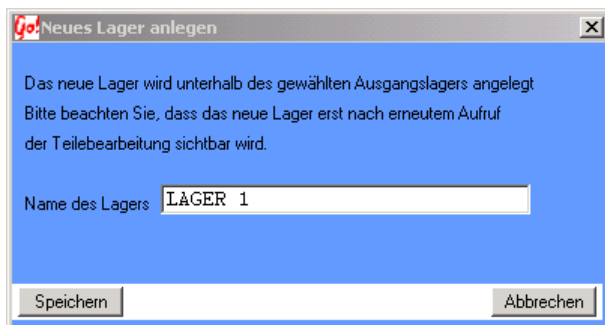 Go! Neues Lager anlegen
Das neue Lager wird unterhalb des gewählten Ausgangslagers angelegt
Bitte beachten Sie, dass das neue Lager erst nach erneutem Aufruf
der Teilebearbeitung sichtbar wird.
Name des Lagers LAGER 1
Speichern Abbrechen